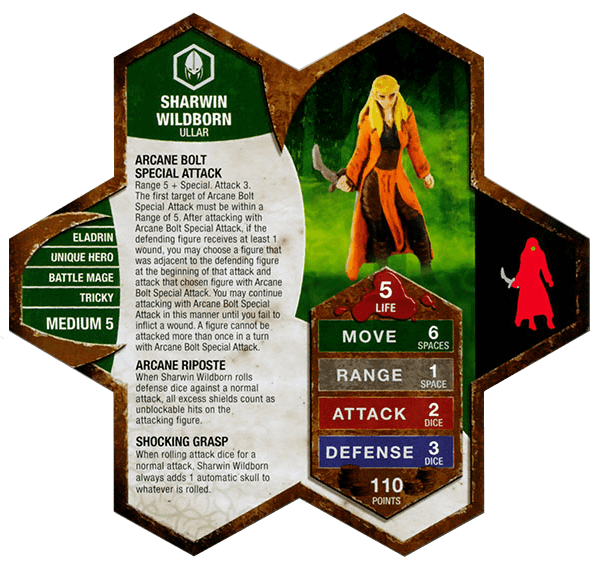 SHARWIN
WILDBORN
ULLAR
ARCANE BOLT
SPECIAL ATTACK
Range 5 + Special. Attack 3.
The first target of Arcane Bolt
Special Attack must be within a
Range of 5. After attacking with
Arcane Bolt Special Attack, if the
defending figure receives at least 1
wound, you may choose a figure that
was adjacent to the defending figure
at the beginning of that attack and
attack that chosen figure with Arcane
Bolt Special Attack. You may continue
attacking with Arcane Bolt Special
Attack in this manner until you fail to
inflict a wound. A figure cannot be
attacked more than once in a turn
with Arcane Bolt Special Attack.
ARCANE RIPOSTE
When Sharwin Wildborn rolls
defense dice against a normal
attack, all excess shields count as
unblockable hits on the
attacking figure.
SHOCKING GRASP
When rolling attack dice for a
normal attack, Sharwin Wildborn
always adds 1 automatic skull to
whatever is rolled.
ELADRIN
UNIQUE HERO
BATTLE MAGE
TRICKY
MEDIUM 5
5
LIFE
MOVE 6
SPACES
RANGE 1
SPACE
ATTACK 2
DICE
DEFENSE 3
DICE
110
POINTS